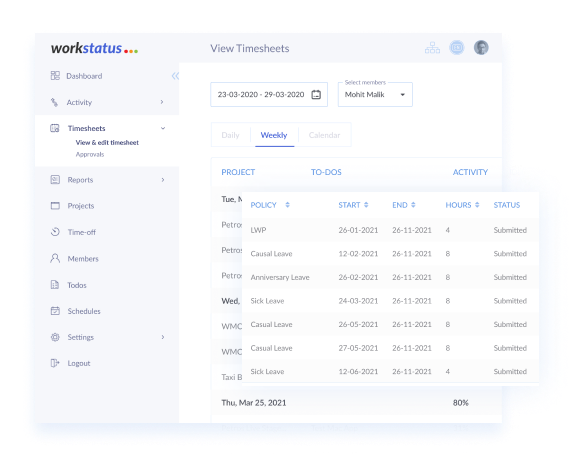 workstatus
View Timesheets
Dashboard
Activity
Timesheets
View & edit timesheet
Approvals
Reports
Projects
Time-off
Members
Todos
Schedules
Settings
Logout
23-03-2020 - 29-03-2020
Select members
Mohit Malik
Daily Weekly Calendar
PROJECT TO-DOS ACTIVITY
Tue,
Petros
Petros
Petro
Wed,
WMC
WMC
Taxi B
Thu, Mar 25, 2021 80%
POLICY START END HOURS STATUS
LWP 26-01-2021 26-11-2021 4 Submitted
Causal Leave 12-02-2021 26-11-2021 8 Submitted
Anniversary Leave 26-02-2021 26-11-2021 8 Submitted
Sick Leave 24-03-2021 26-11-2021 8 Submitted
Casual Leave 26-05-2021 26-11-2021 8 Submitted
Casual Leave 27-05-2021 26-11-2021 8 Submitted
Sick Leave 12-06-2021 26-11-2021 4 Submitted